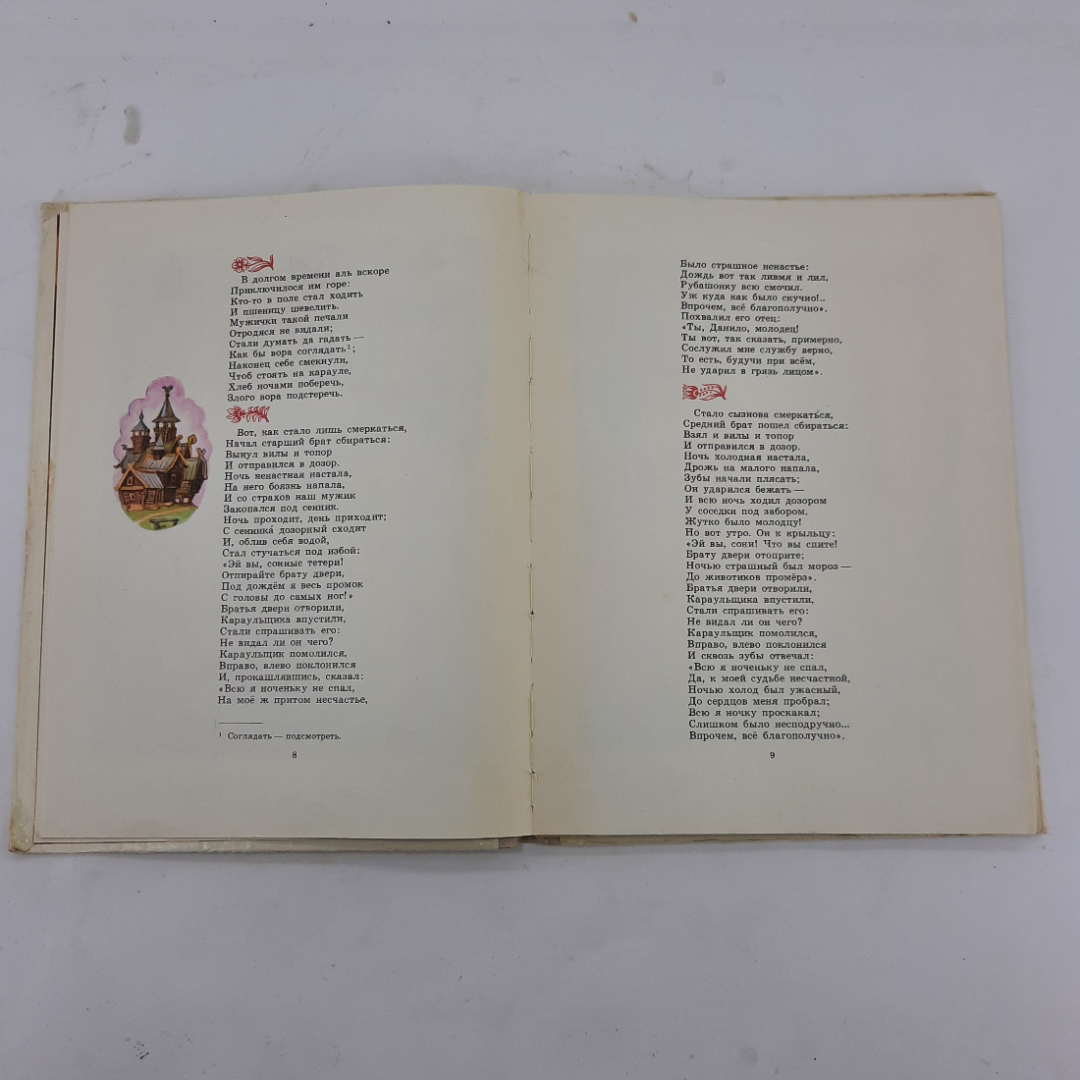 В долгом времени аль вскоре
Приключилося им горе:
Кто-то в поле стал ходить
И пшеницу шевелить.
Мужички такой печали
Отродяся не видали;
Стали думать да гадать —
Как бы вора соглядать¹;
Наконец себе смекнули,
Чтоб стоять на карауле,
Хлеб ночами поберечь,
Злого вора подстеречь.
Вот, как стало лишь смеркаться,
Начал старший брат сбираться:
Вынул вилы и топор
И отправился в дозор.
Ночь ненастная настала,
На него боязнь напала,
И со страхов наш мужик
Закопался под сенник.
Ночь проходит, день приходит;
С сенника́ дозорный сходит
И, облив себя водой,
Стал стучаться под избой:
«Эй вы, сонные тетери!
Отпирайте брату двери,
Под дождём я весь промок
С головы до самых ног!»
Братья двери отворили,
Караульщика впустили,
Стали спрашивать его:
Не видал ли он чего?
Караульщик помолился,
Вправо, влево поклонился
И, прокашлявшись, сказал:
«Всю я ноченьку не спал,
На моё ж притом несчастье,
¹ Соглядать — подсмотреть.
8
Было страшное ненастье:
Дождь вот так ливмя и лил,
Рубашонку всю смочил.
Уж куда как было скучно!..
Впрочем, всё благополучно».
Похвалил его отец:
«Ты, Данило, молодец!
Ты вот, так сказать, примерно,
Сослужил мне службу верно,
То есть, будучи при всём,
Не ударил в грязь лицом».
Стало сызнова смеркаться,
Средний брат пошел сбираться:
Взял и вилы и топор
И отправился в дозор.
Ночь холодная настала,
Дрожь на малого напала,
Зубы начали плясать;
Он ударился бежать —
И всю ночь ходил дозором
У соседки под забором,
Жутко было молодцу!
Но вот утро. Он к крыльцу:
«Эй вы, сони! Что вы спите!
Брату двери отоприте;
Ночью страшный был мороз —
До животиков промёрз».
Братья двери отворили,
Караульщика впустили,
Стали спрашивать его:
Не видал ли он чего?
Караульщик помолился,
Вправо, влево поклонился
И сквозь зубы отвечал:
«Всю я ноченьку не спал,
Да, к моей судьбе несчастной,
Ночью холод был ужасный,
До сердцов меня пробрал;
Всю я ночку проскакал;
Слишком было несподручно...
Впрочем, всё благополучно».
9